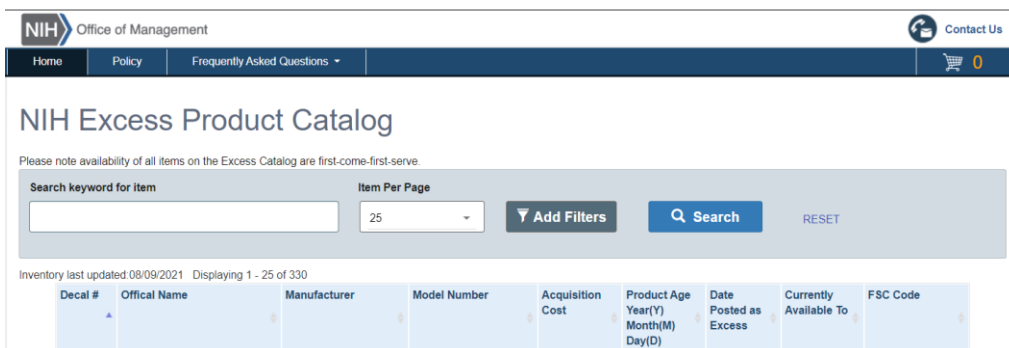 NIH Office of Management Contact Us
Home Policy Frequently Asked Questions 0
NIH Excess Product Catalog
Please note availability of all items on the Excess Catalog are first-come-first-serve.
Search keyword for item Item Per Page
25 Add Filters Search RESET
Inventory last updated:08/09/2021 Displaying 1 - 25 of 330
Decal # Offical Name Manufacturer Model Number Acquisition Product Age Date Currently FSC Code
Cost Year(Y) Posted as Available To
Month(M) Excess
Day(D)